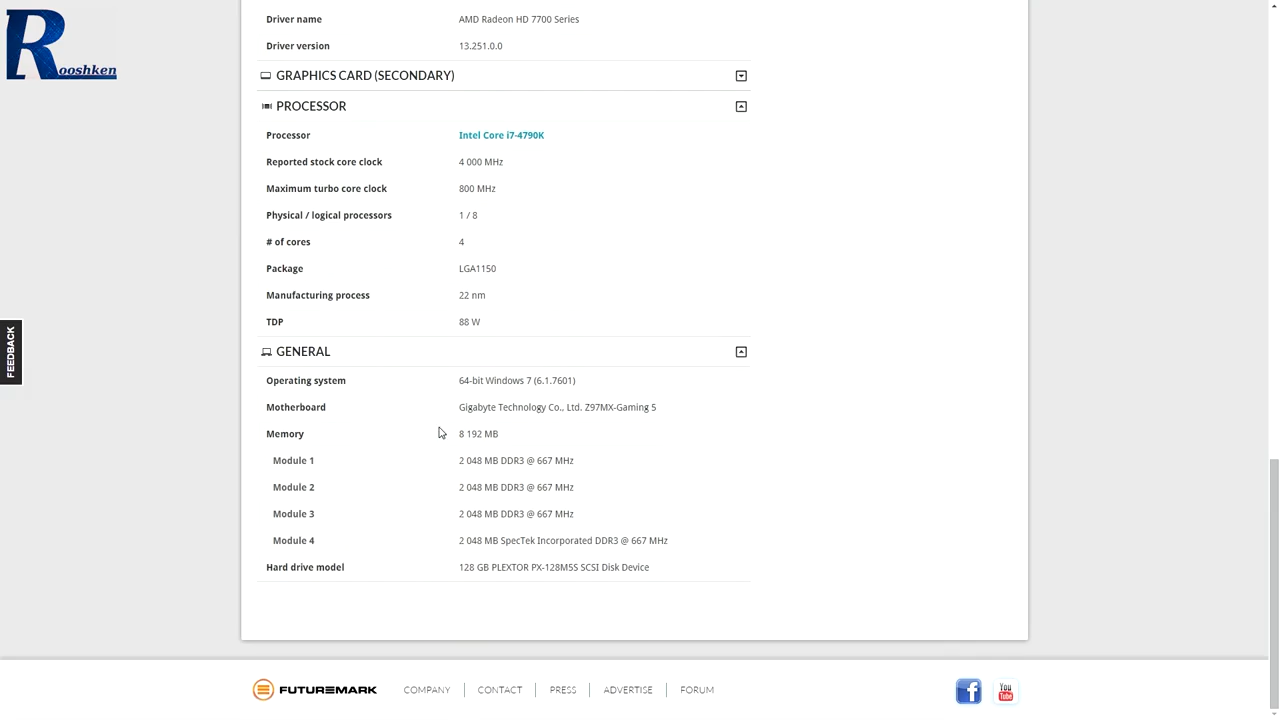 Rooshken
Driver name AMD Radeon HD 7700 Series
Driver version 13.251.0.0
GRAPHICS CARD (SECONDARY)
PROCESSOR
Processor Intel Core i7-4790K
Reported stock core clock 4 000 MHz
Maximum turbo core clock 800 MHz
Physical / logical processors 1 / 8
# of cores 4
Package LGA1150
Manufacturing process 22 nm
TDP 88 W
FEEDBACK
GENERAL
Operating system 64-bit Windows 7 (6.1.7601)
Motherboard Gigabyte Technology Co., Ltd. Z97MX-Gaming 5
Memory 8 192 MB
Module 1 2 048 MB DDR3 @ 667 MHz
Module 2 2 048 MB DDR3 @ 667 MHz
Module 3 2 048 MB DDR3 @ 667 MHz
Module 4 2 048 MB SpecTek Incorporated DDR3 @ 667 MHz
Hard drive model 128 GB PLEXTOR PX-128M5S SCSI Disk Device
FUTUREMARK COMPANY CONTACT PRESS ADVERTISE FORUM f You Tube